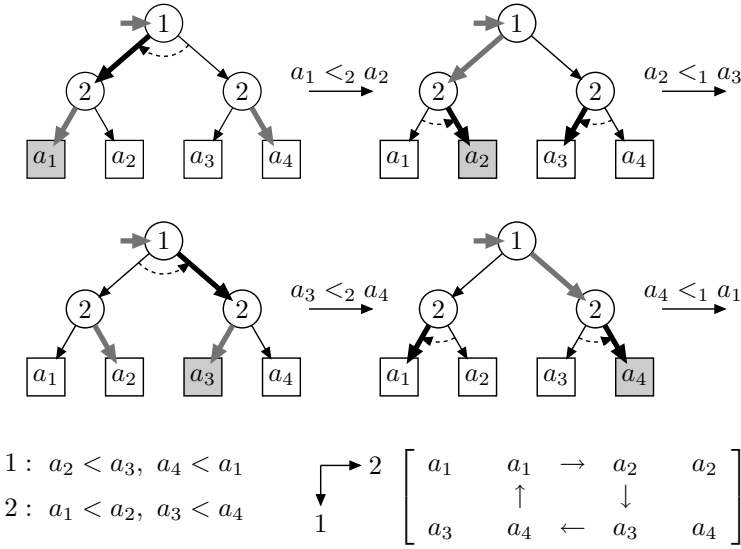 1 1
2 2 a₁ <₂ a₂ 2 2 a₂ <₁ a₃
a₁ a₂ a₃ a₄ a₁ a₂ a₃ a₄
1 1
2 2 a₃ <₂ a₄ 2 2 a₄ <₁ a₁
a₁ a₂ a₃ a₄ a₁ a₂ a₃ a₄
1 : a₂ < a₃, a₄ < a₁
2 : a₁ < a₂, a₃ < a₄
2
1
a₁ a₁ → a₂ a₂
↑ ↓
a₃ a₄ ← a₃ a₄